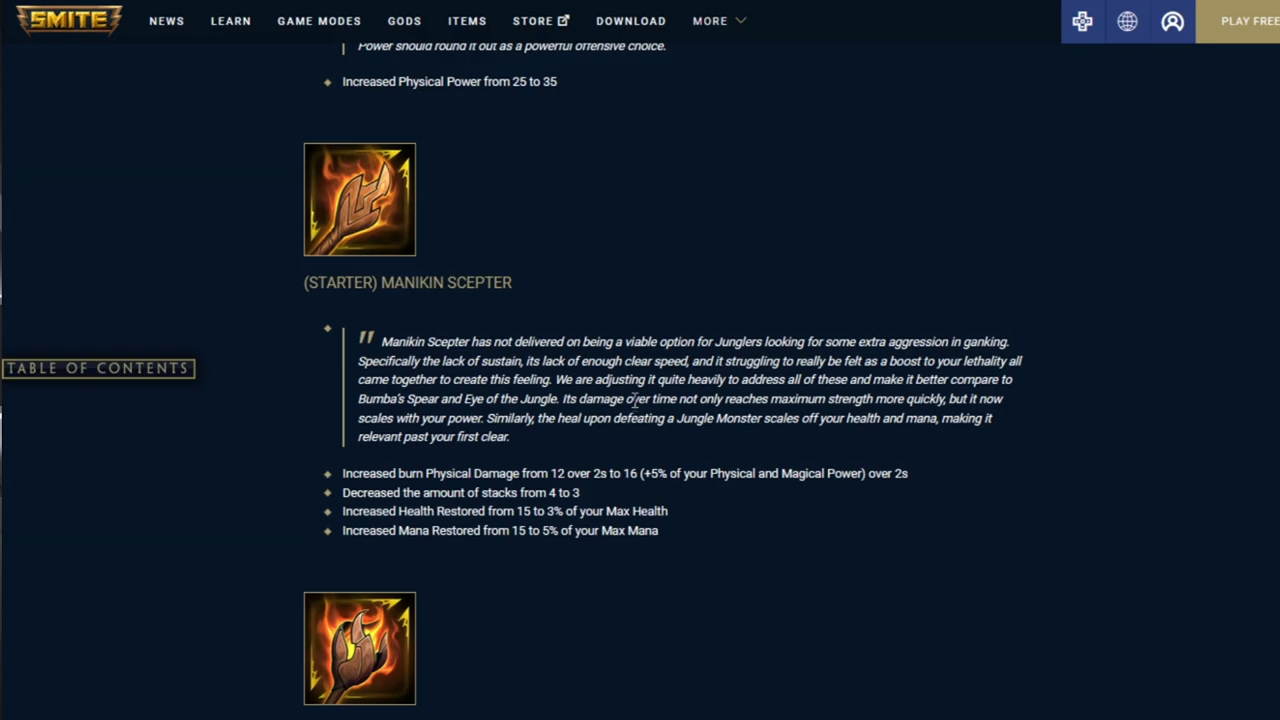 SMITE NEWS LEARN GAME MODES GODS ITEMS STORE DOWNLOAD MORE PLAY FREE
Power should round it out as a powerful offensive choice.
Increased Physical Power from 25 to 35
(STARTER) MANIKIN SCEPTER
" Manikin Scepter has not delivered on being a viable option for Junglers looking for some extra aggression in ganking.
Specifically the lack of sustain, its lack of enough clear speed, and it struggling to really be felt as a boost to your lethality all
came together to create this feeling. We are adjusting it quite heavily to address all of these and make it better compare to
Bumba's Spear and Eye of the Jungle. Its damage over time not only reaches maximum strength more quickly, but it now
scales with your power. Similarly, the heal upon defeating a Jungle Monster scales off your health and mana, making it
relevant past your first clear.
TABLE OF CONTENTS
Increased burn Physical Damage from 12 over 2s to 16 (+5% of your Physical and Magical Power) over 2s
Decreased the amount of stacks from 4 to 3
Increased Health Restored from 15 to 3% of your Max Health
Increased Mana Restored from 15 to 5% of your Max Mana